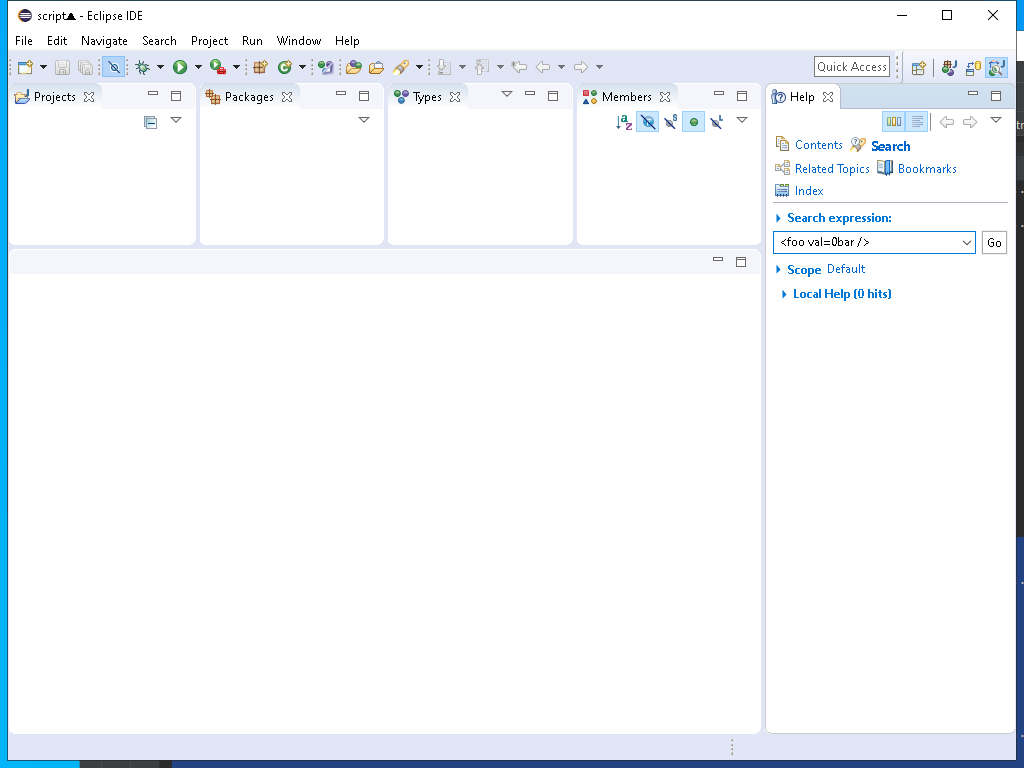 script▲ - Eclipse IDE
File Edit Navigate Search Project Run Window Help
Quick Access
Projects Packages Types Members Help
Contents Search
Related Topics Bookmarks
Index
Search expression:
<foo val=0bar /> Go
Scope Default
Local Help (0 hits)